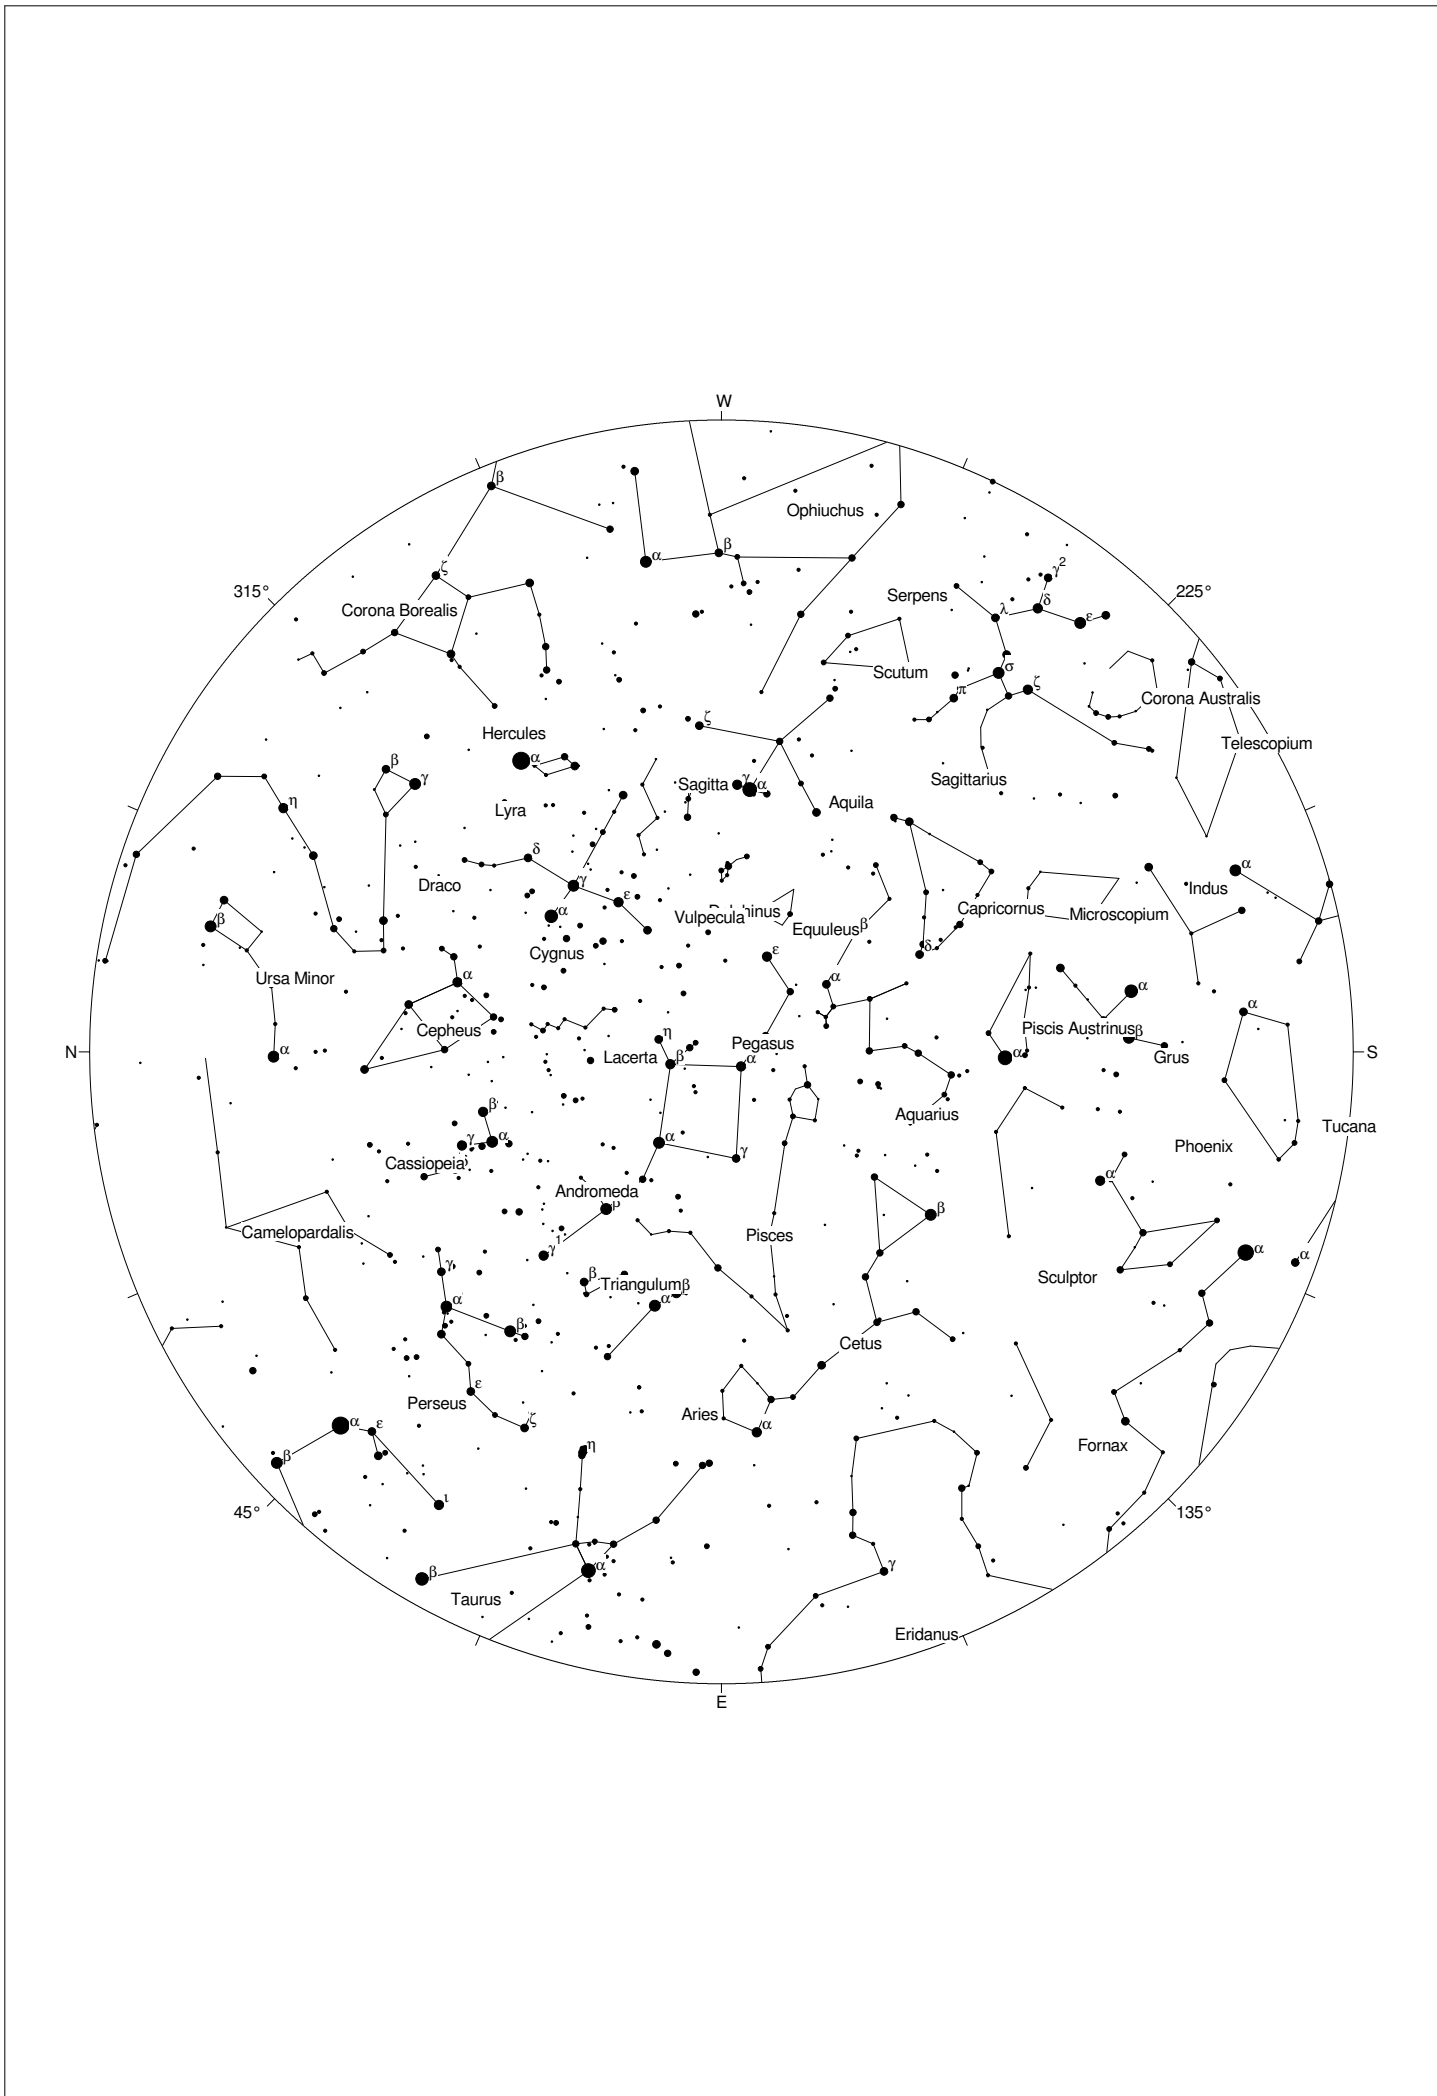 W
β
Ophiuchus
β
α
γ2
315°
ζ
Serpens
225°
δ
λ
ε
Corona Borealis
Scutum
σ
π
ζ
Corona Australis
ζ
Hercules
Telescopium
α
β
γ
Sagitta
γ
α
Sagittarius
η
Lyra
Aquila
δ
α
Draco
γ
Indus
ε
α
Vulpecula
Capricornus
Microscopium
β
Equuleus
β
Cygnus
ε
δ
Ursa Minor
α
α
α
α
Cepheus
Piscis Austrinus
β
η
Pegasus
N
Lacerta
β
α
α
Grus
S
α
β
Aquarius
Tucana
γ
α
α
Phoenix
γ
Cassiopeia
α
Andromeda
β
Camelopardalis
γ1
Pisces
α
α
γ
β
Triangulum
β
Sculptor
α
α
β
Cetus
ε
Perseus
Aries
ζ
α
α
ε
Fornax
β
η
ι
45°
135°
β
α
γ
Taurus
Eridanus
E